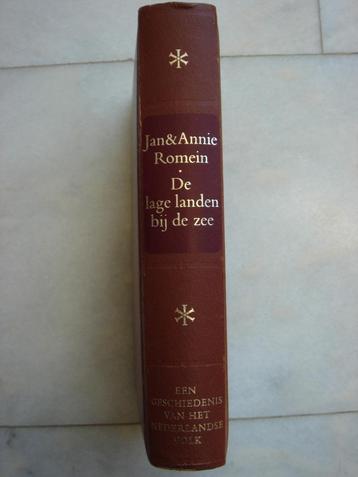 Jan&Annie
Romein
·
De
lage landen
bij de zee
EEN
GESCHIEDENIS
VAN HET
NEDERLANDSE
VOLK